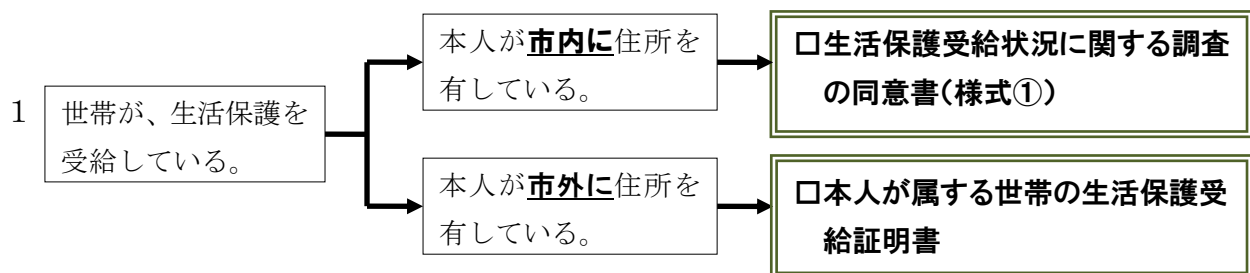 1
世帯が、生活保護を
受給している。
本人が市内に住所を
有している。
□生活保護受給状況に関する調査
の同意書(様式①)
本人が市外に住所を
有している。
□本人が属する世帯の生活保護受
給証明書